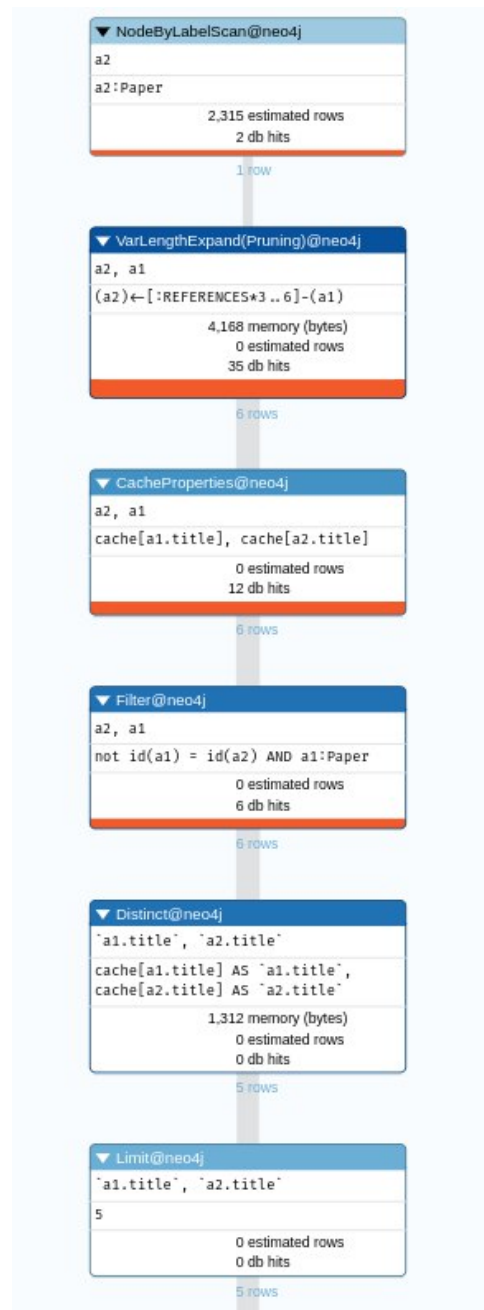 ▼ NodeByLabelScan@neo4j
a2
a2:Paper
2,315 estimated rows
2 db hits
1 row
▼ VarLengthExpand(Pruning)@neo4j
a2, a1
(a2)←[:REFERENCES*3..6]-(a1)
4,168 memory (bytes)
0 estimated rows
35 db hits
6 rows
▼ CacheProperties@neo4j
a2, a1
cache[a1.title], cache[a2.title]
0 estimated rows
12 db hits
6 rows
▼ Filter@neo4j
a2, a1
not id(a1) = id(a2) AND a1:Paper
0 estimated rows
6 db hits
6 rows
▼ Distinct@neo4j
`a1.title`, `a2.title`
cache[a1.title] AS `a1.title`,
cache[a2.title] AS `a2.title`
1,312 memory (bytes)
0 estimated rows
0 db hits
5 rows
▼ Limit@neo4j
`a1.title`, `a2.title`
5
0 estimated rows
0 db hits
5 rows